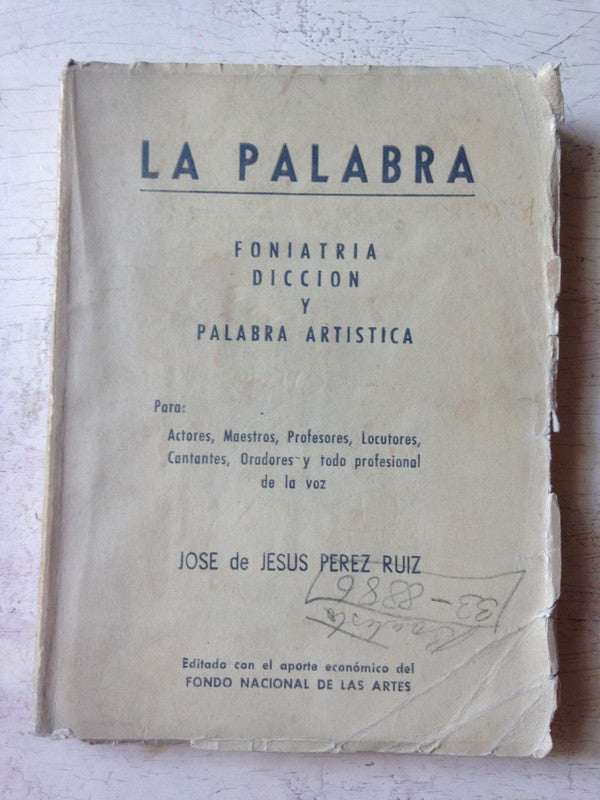 LA PALABRA
FONIATRIA
DICCION
Y
PALABRA ARTISTICA
Para:
Actores, Maestros, Profesores, Locutores,
Cantantes, Oradores y todo profesional
de la voz
JOSE de JESUS PEREZ RUIZ
33-8886
Editado con el aporte económico del
FONDO NACIONAL DE LAS ARTES